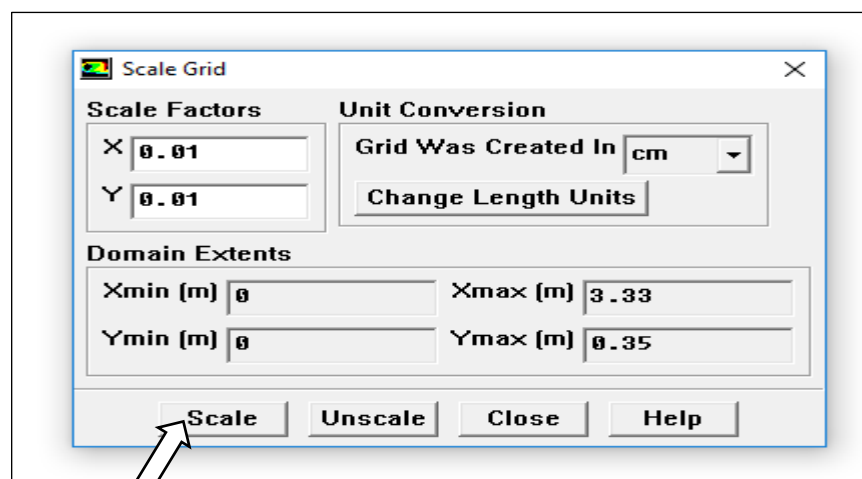 Scale Grid
Scale Factors
Unit Conversion
X 0.01
Grid Was Created In cm
Y 0.01
Change Length Units
Domain Extents
Xmin (m) 0 Xmax (m) 3.33
Ymin (m) 0 Ymax (m) 0.35
Scale Unscale Close Help